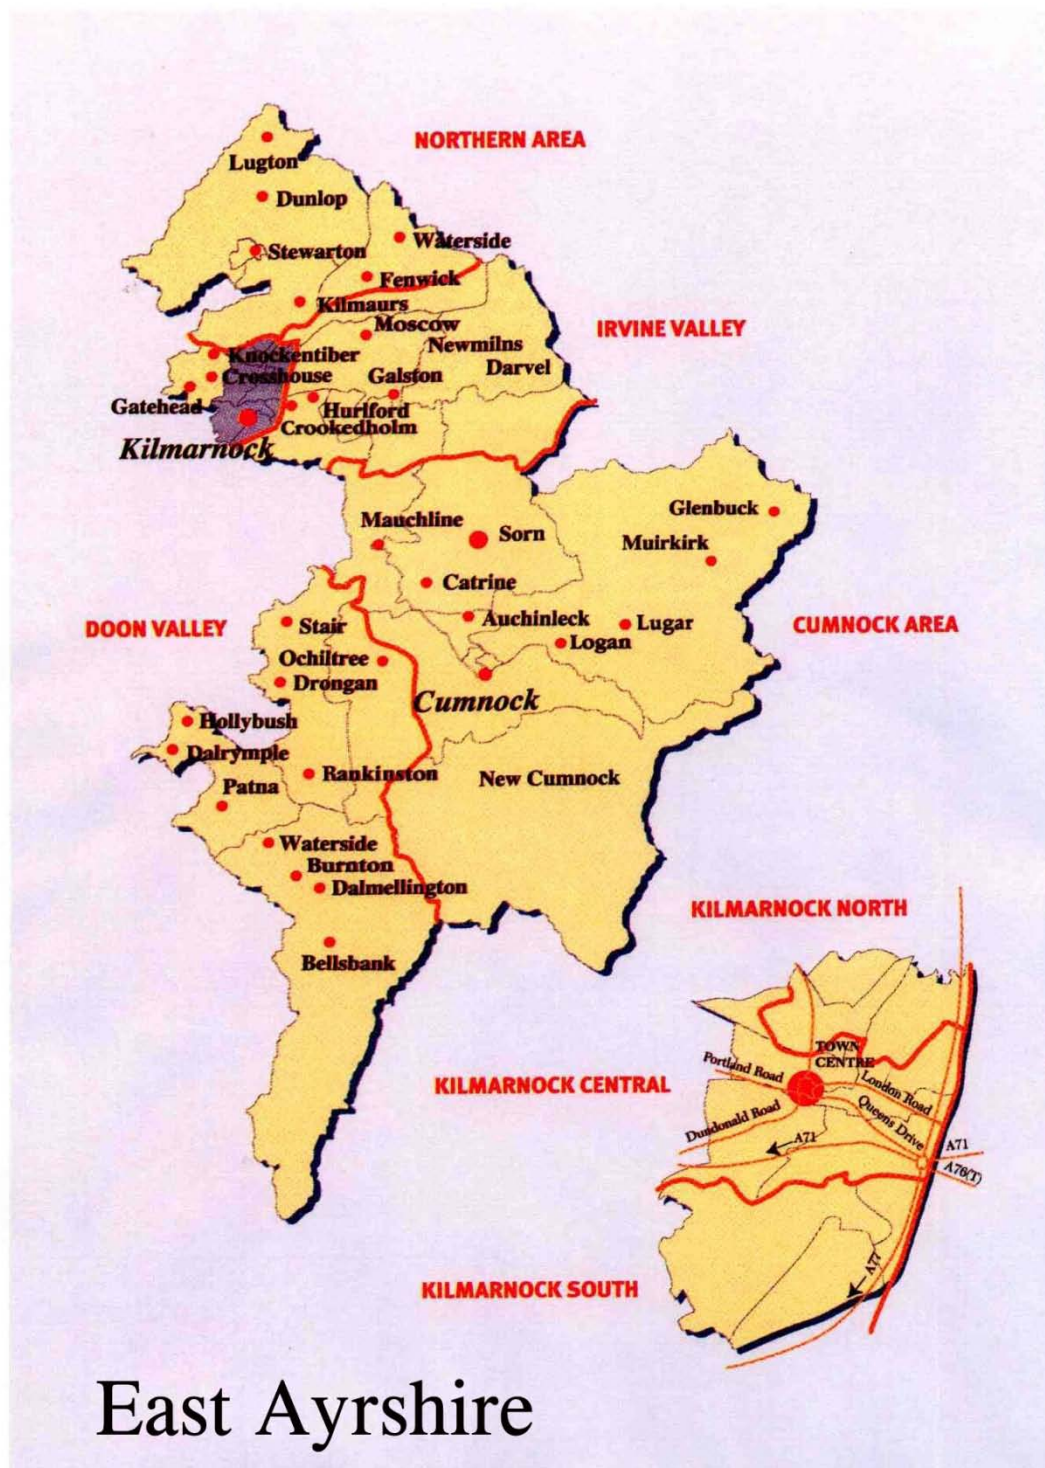 NORTHERN AREA
Lugton
Dunlop
Waterside
Stewarton
Fenwick
Kilmaurs
Moscow
IRVINE VALLEY
Newmilns
Knockentiber
Darvel
Crosshouse
Galston
Gatehead
Hurlford
Crookedholm
Kilmarnock
Glenbuck
Mauchline
Sorn
Muirkirk
Catrine
Auchinleck
Lugar
DOON VALLEY
CUMNOCK AREA
Stair
Logan
Ochiltree
Drongan
Cumnock
Hollybush
Dalrymple
Rankinston
New Cumnock
Patna
Waterside
Burnton
Dalmellington
KILMARNOCK NORTH
Bellsbank
TOWN
CENTRE
Portland Road
London Road
KILMARNOCK CENTRAL
Queens Drive
Dundonald Road
A71
A71
A76(T)
A77
KILMARNOCK SOUTH
East Ayrshire